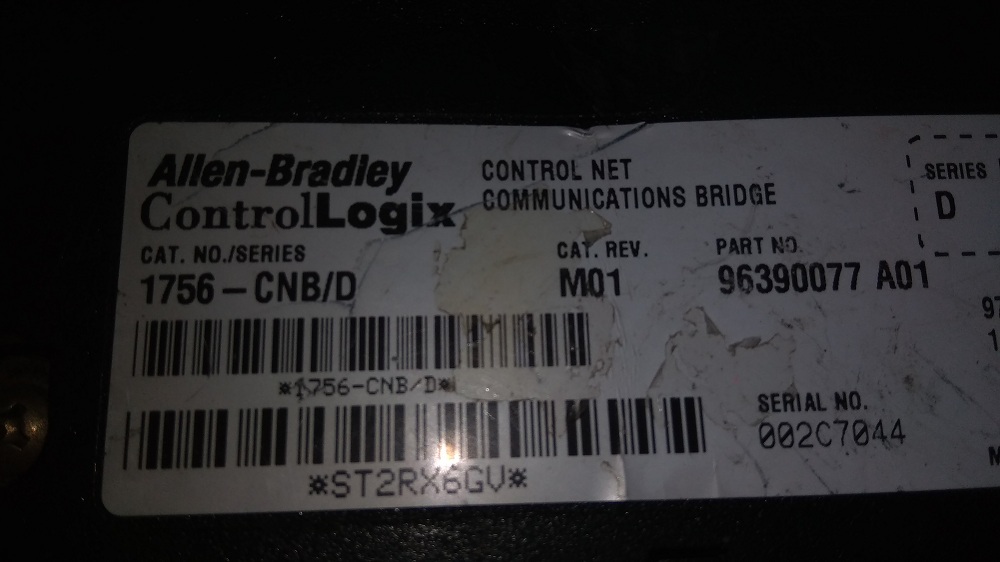 Allen-Bradley
ControlLogix
CONTROL NET
COMMUNICATIONS BRIDGE
SERIES
D
CAT. NO./SERIES
1756-CNB/D
CAT. REV.
M01
PART NO.
96390077 A01
*1756-CNB/D*
SERIAL NO.
002C7044
*ST2RX6GV*